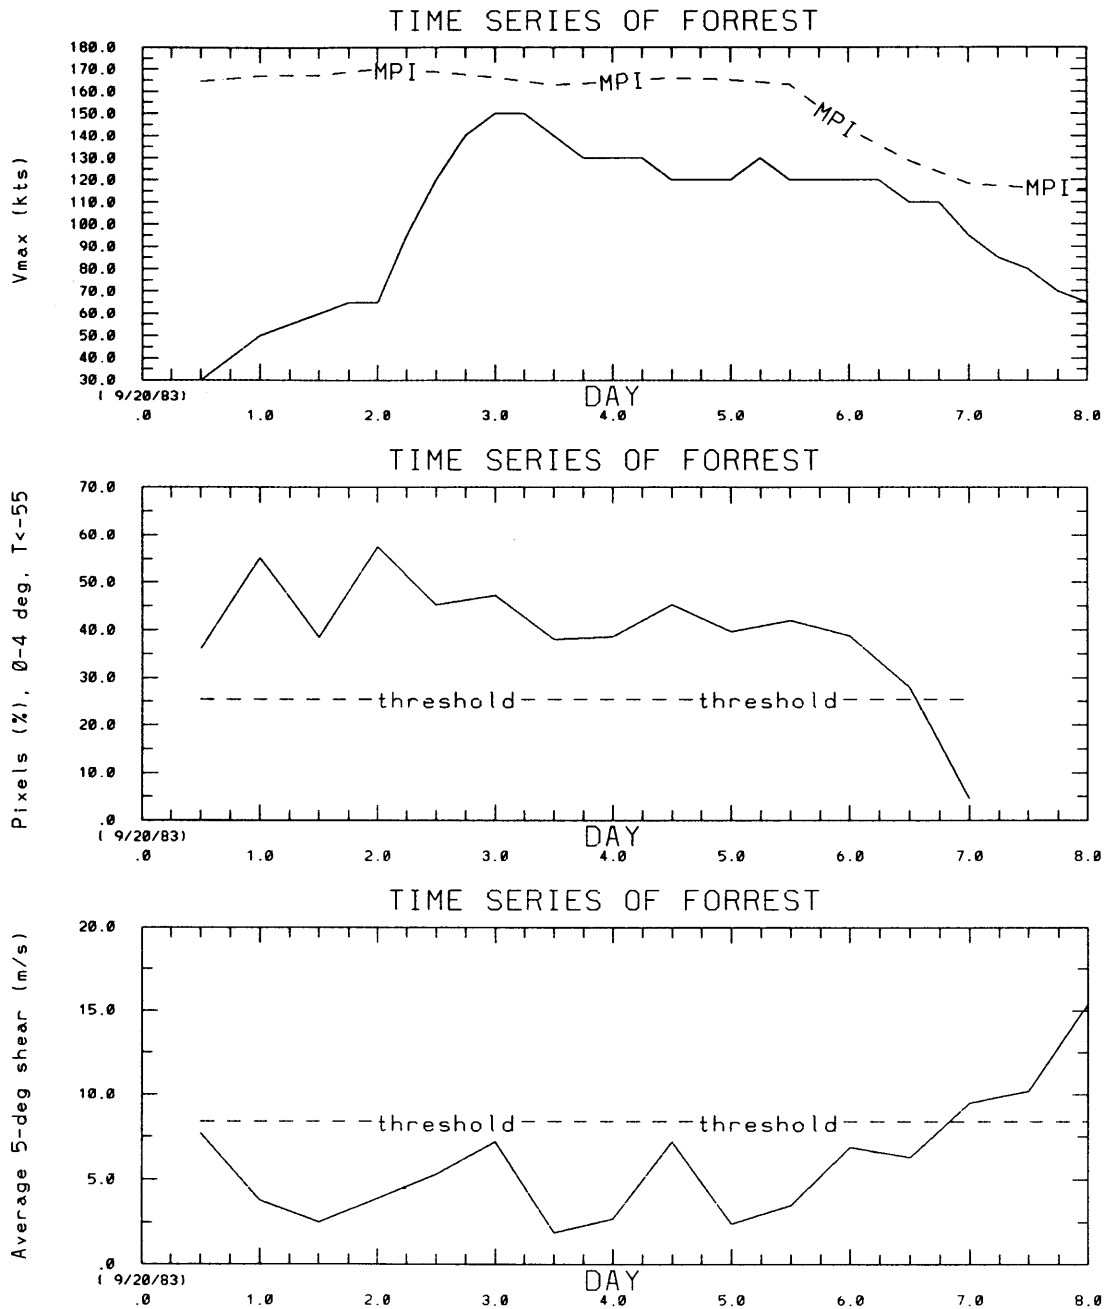 TIME SERIES OF FORREST
Vmax (kts)
180.0
170.0
160.0
150.0
140.0
130.0
120.0
100.0
90.0
80.0
70.0
60.0
50.0
40.0
30.0
MPI
MPI
MPI
MPI
( 9/20/83)
DAY
.0 1.0 2.0 3.0 4.0 5.0 6.0 7.0 8.0
TIME SERIES OF FORREST
Pixels (%), 0-4 deg, T<-55
70.0
60.0
50.0
40.0
30.0
20.0
10.0
.0
threshold threshold
( 9/20/83)
DAY
.0 1.0 2.0 3.0 4.0 5.0 6.0 7.0 8.0
TIME SERIES OF FORREST
Average 5-deg shear (m/s)
20.0
15.0
10.0
5.0
.0
threshold threshold
( 9/20/83)
DAY
.0 1.0 2.0 3.0 4.0 5.0 6.0 7.0 8.0